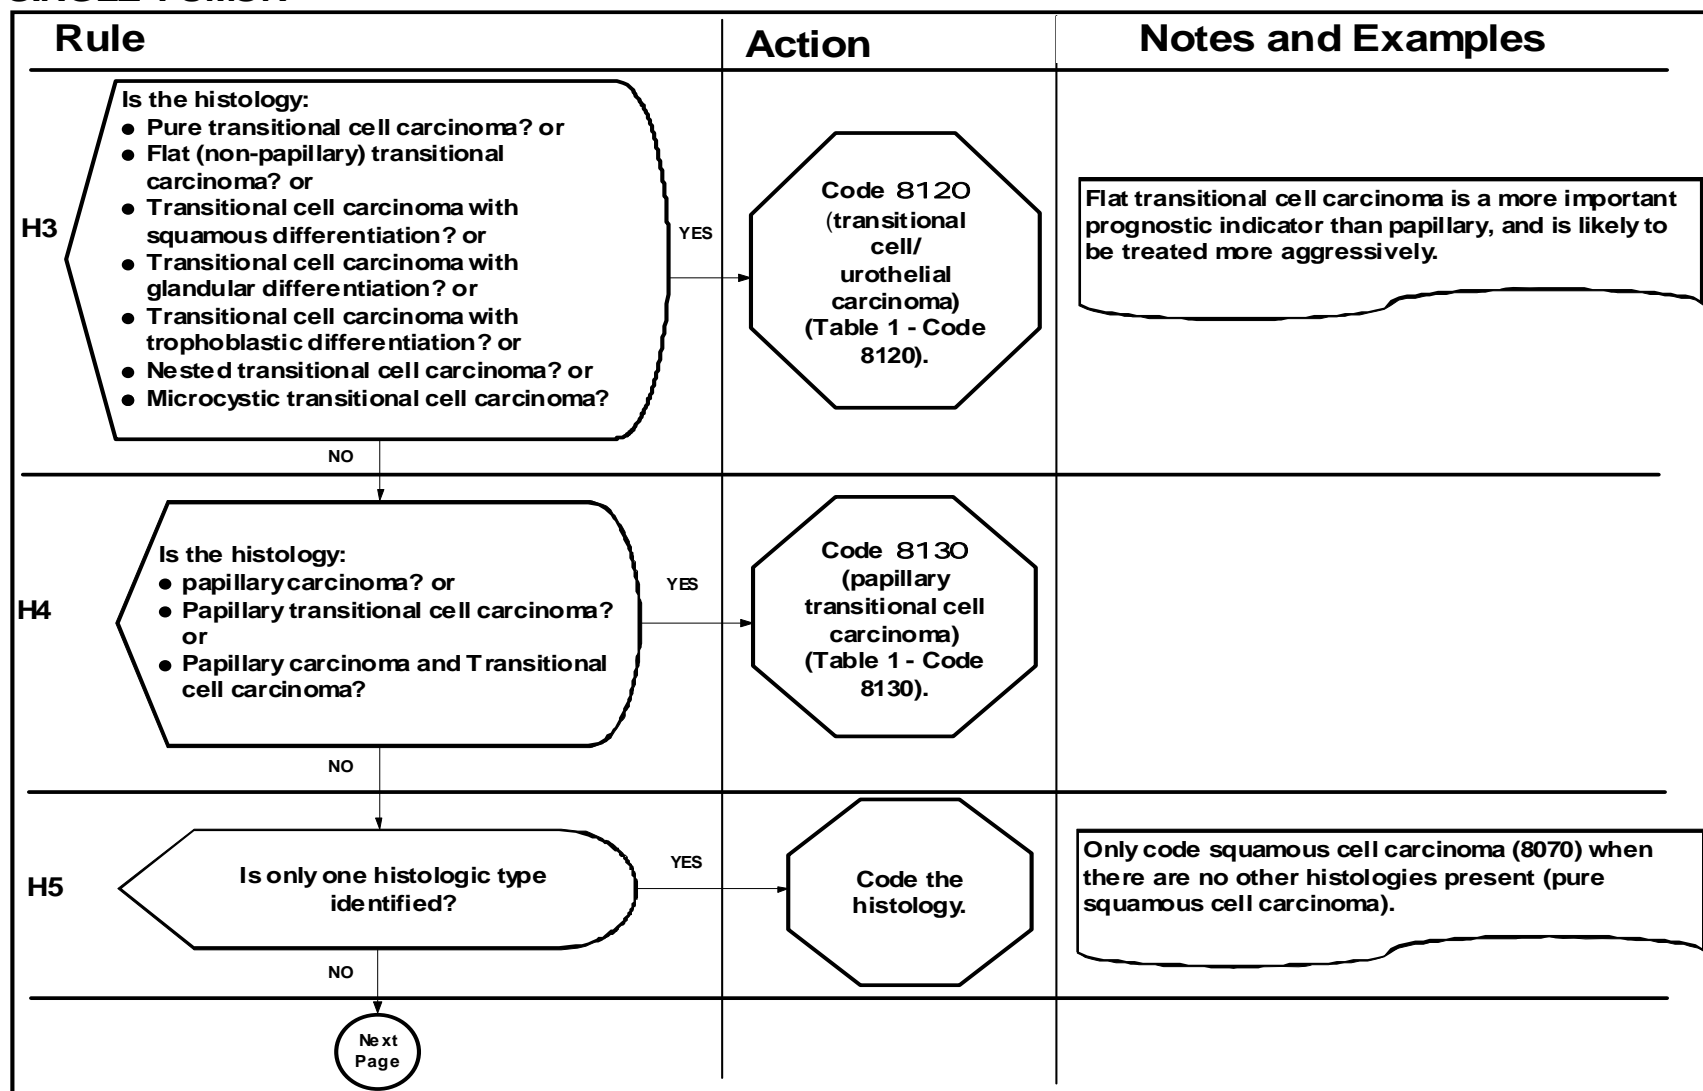 Rule
Action
Notes and Examples
H3
Is the histology:
● Pure transitional cell carcinoma? or
● Flat (non-papillary) transitional
carcinoma? or
● Transitional cell carcinoma with
squamous differentiation? or
● Transitional cell carcinoma with
glandular differentiation? or
● Transitional cell carcinoma with
trophoblastic differentiation? or
● Nested transitional cell carcinoma? or
● Microcystic transitional cell carcinoma?
YES
Code 8120
(transitional
cell/
urothelial
carcinoma)
(Table 1 - Code
8120).
Flat transitional cell carcinoma is a more important
prognostic indicator than papillary, and is likely to
be treated more aggressively.
NO
H4
Is the histology:
● papillary carcinoma? or
● Papillary transitional cell carcinoma?
or
● Papillary carcinoma and Transitional
cell carcinoma?
YES
Code 8130
(papillary
transitional cell
carcinoma)
(Table 1 - Code
8130).
NO
H5
Is only one histologic type
identified?
YES
Code the
histology.
Only code squamous cell carcinoma (8070) when
there are no other histologies present (pure
squamous cell carcinoma).
NO
Next
Page